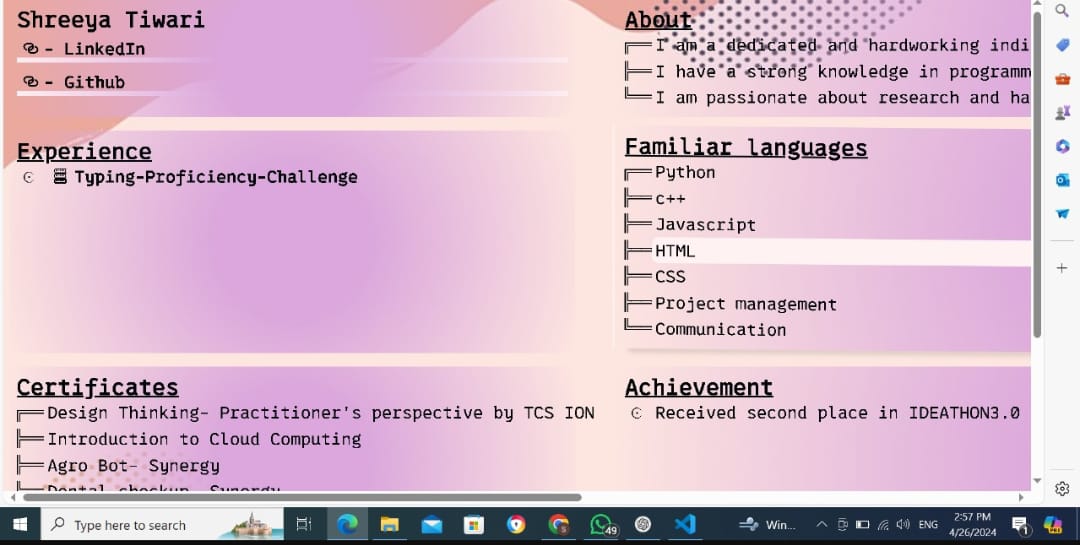 Shreeya Tiwari
- LinkedIn
- Github
About
I am a dedicated and hardworking indi
I have a strong knowledge in programm
I am passionate about research and ha
Experience
Typing-Proficiency-Challenge
Familiar languages
Python
c++
Javascript
HTML
CSS
Project management
Communication
Certificates
Design Thinking- Practitioner's perspective by TCS ION
Introduction to Cloud Computing
Agro Bot- Synergy
Dental checkup- Synergy
Achievement
Received second place in IDEATHON3.0
Type here to search
49
Win...
ENG
2:57 PM
4/26/2024
1